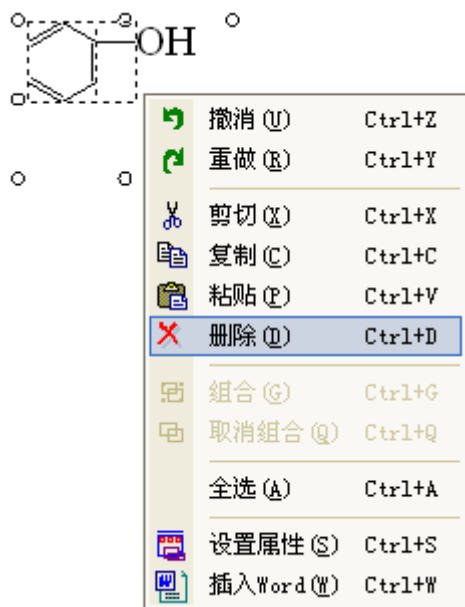 OH
撤消(U) Ctrl+Z
重做(R) Ctrl+Y
剪切(X) Ctrl+X
复制(C) Ctrl+C
粘贴(P) Ctrl+V
删除(D) Ctrl+D
组合(G) Ctrl+G
取消组合(Q) Ctrl+Q
全选(A) Ctrl+A
设置属性(S) Ctrl+S
插入Word(W) Ctrl+W